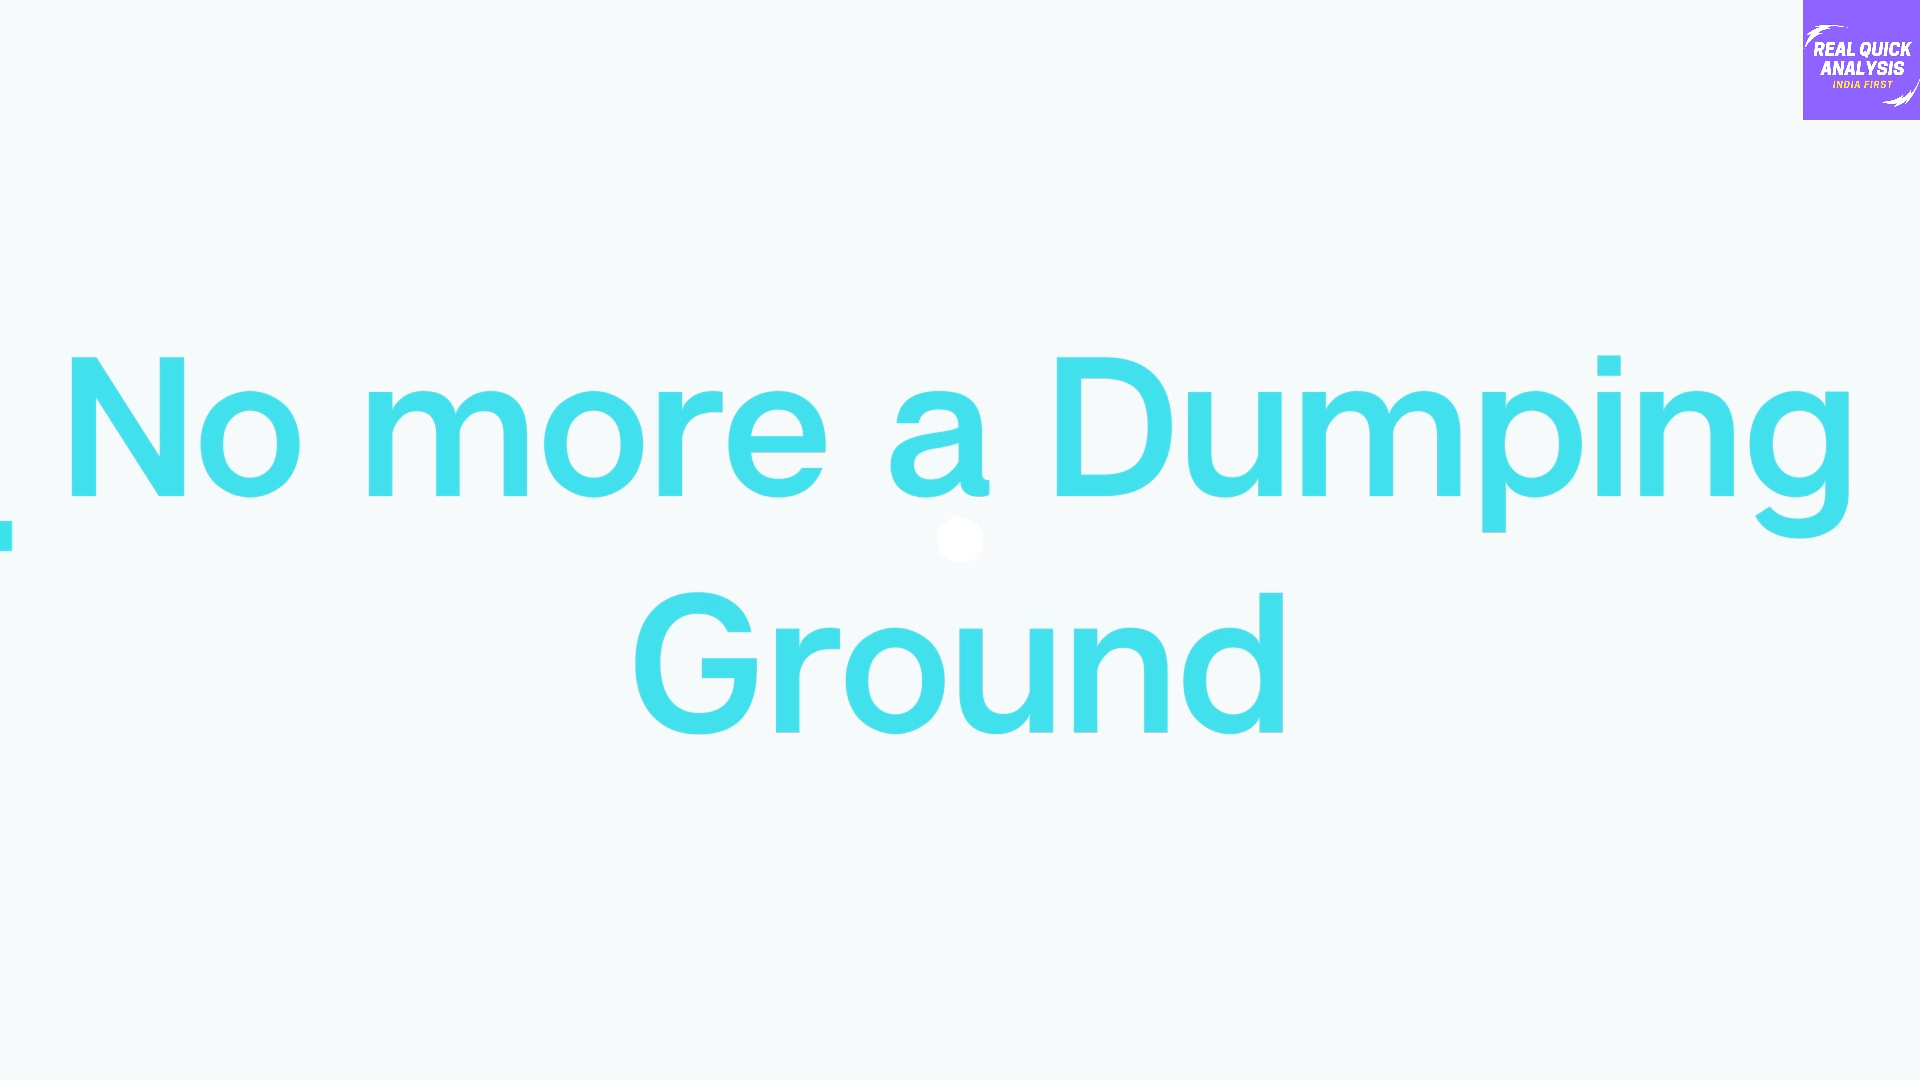 REAL QUICK
ANALYSIS
INDIA FIRST
No more a Dumping
Ground